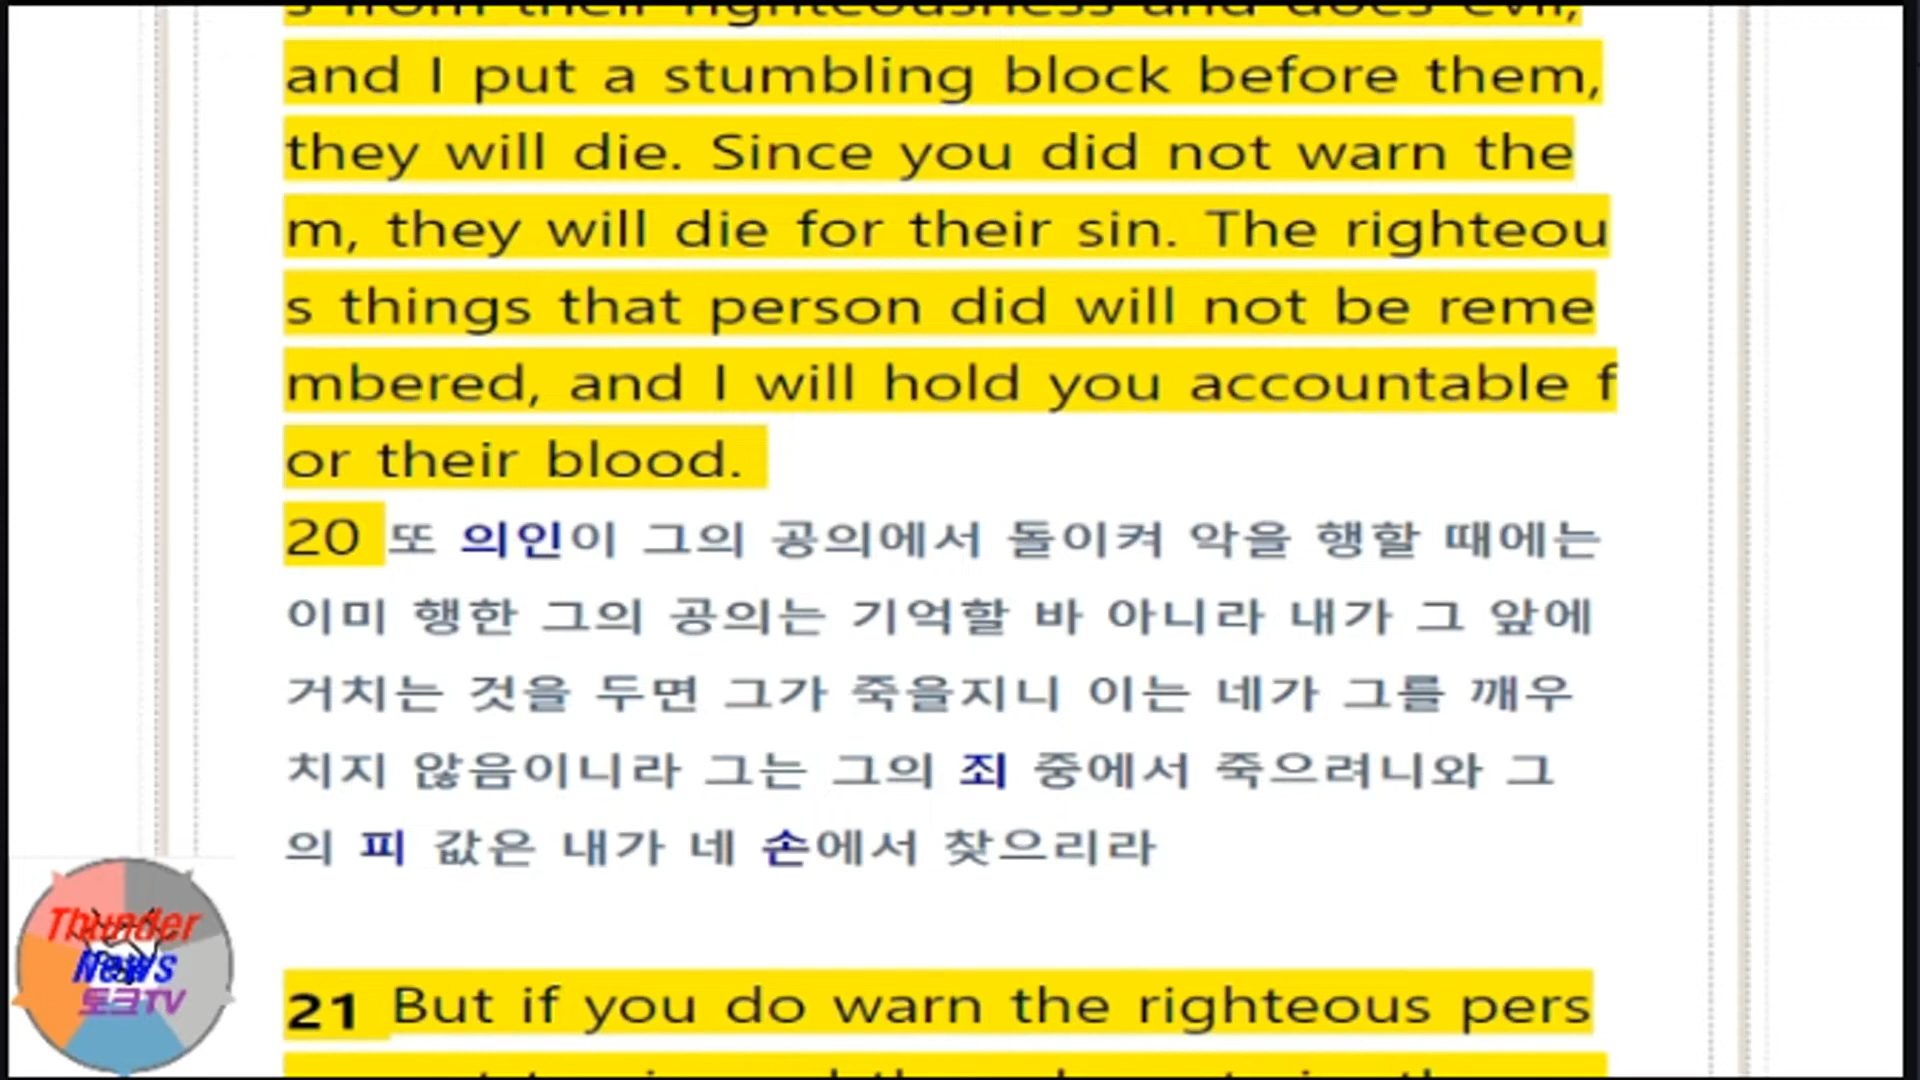 s from their righteousness and does evil,
and I put a stumbling block before them,
they will die. Since you did not warn the
m, they will die for their sin. The righteou
s things that person did will not be reme
mbered, and I will hold you accountable f
or their blood.
20 또 의인이 그의 공의에서 돌이켜 악을 행할 때에는
이미 행한 그의 공의는 기억할 바 아니라 내가 그 앞에
거치는 것을 두면 그가 죽을지니 이는 네가 그를 깨우
치지 않음이니라 그는 그의 죄 중에서 죽으려니와 그
의 피 값은 내가 네 손에서 찾으리라
21 But if you do warn the righteous pers
Thunder
News
토크TV